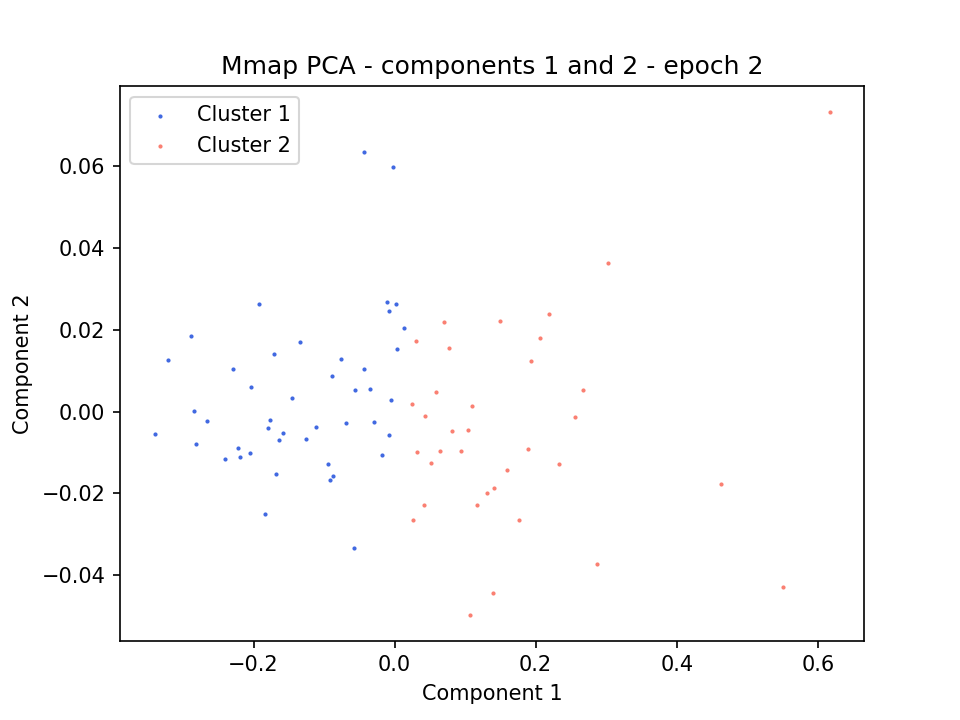 Mmap PCA - components 1 and 2 - epoch 2
Cluster 1
Cluster 2
0.06
0.04
0.02
0.00
−0.02
−0.04
Component 2
−0.2
0.0
0.2
0.4
0.6
Component 1